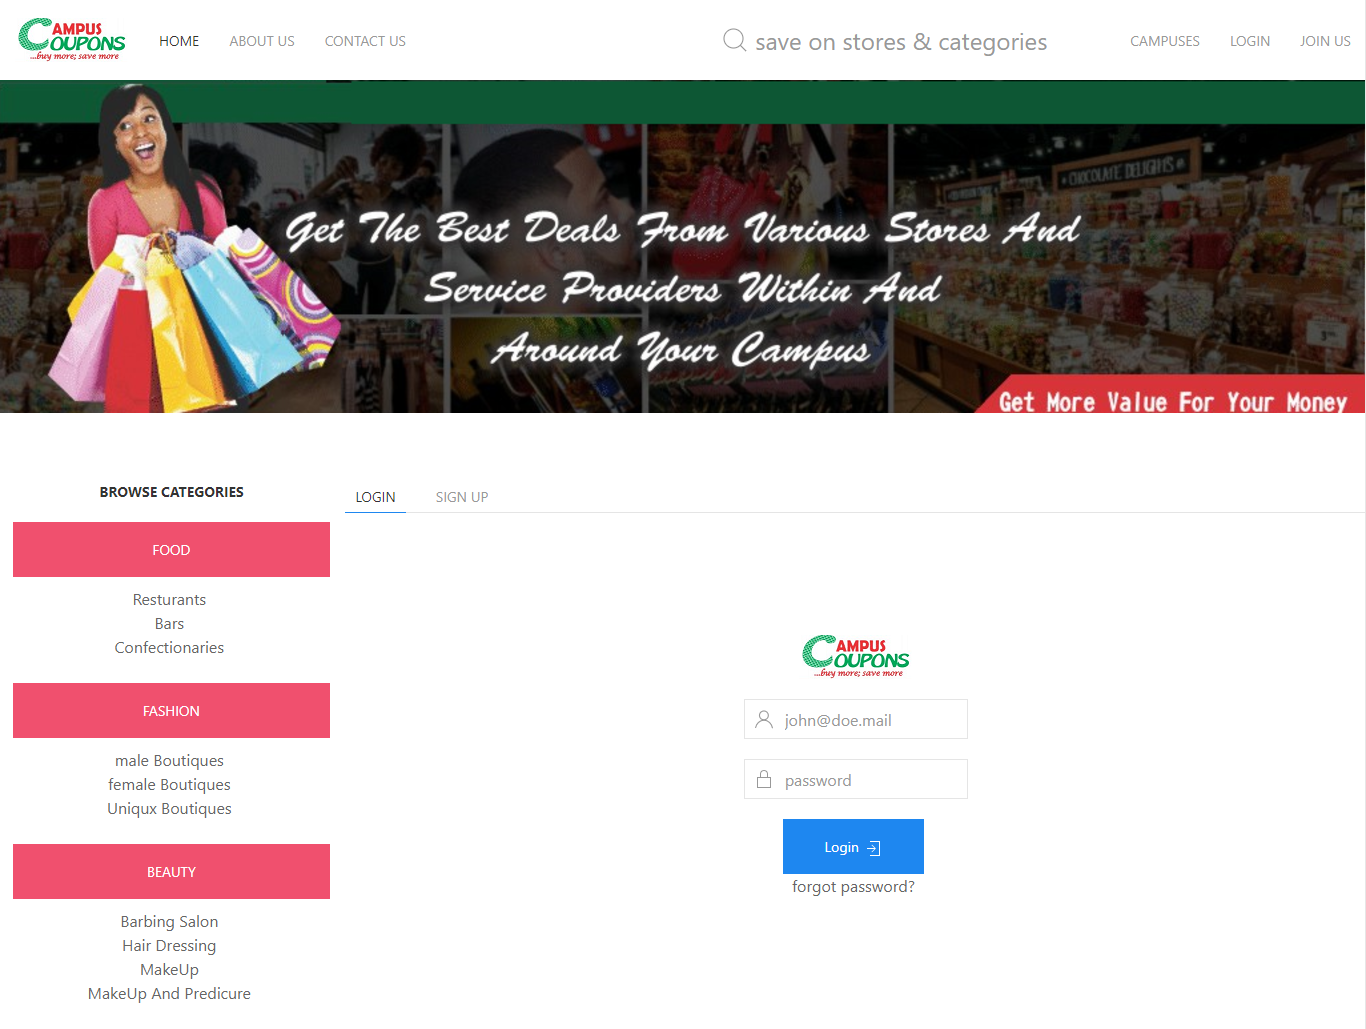 CAMPUS COUPONS
...buy more; save more
HOME
ABOUT US
CONTACT US
save on stores & categories
CAMPUSES
LOGIN
JOIN US
CHOCOLATE DELIGHTS
Get The Best Deals From Various Stores And
Service Providers Within And
Around Your Campus
Get More Value For Your Money
BROWSE CATEGORIES
FOOD
Resturants
Bars
Confectionaries
FASHION
male Boutiques
female Boutiques
Uniqux Boutiques
BEAUTY
Barbing Salon
Hair Dressing
MakeUp
MakeUp And Predicure
LOGIN
SIGN UP
CAMPUS COUPONS
...buy more; save more
john@doe.mail
password
Login
forgot password?